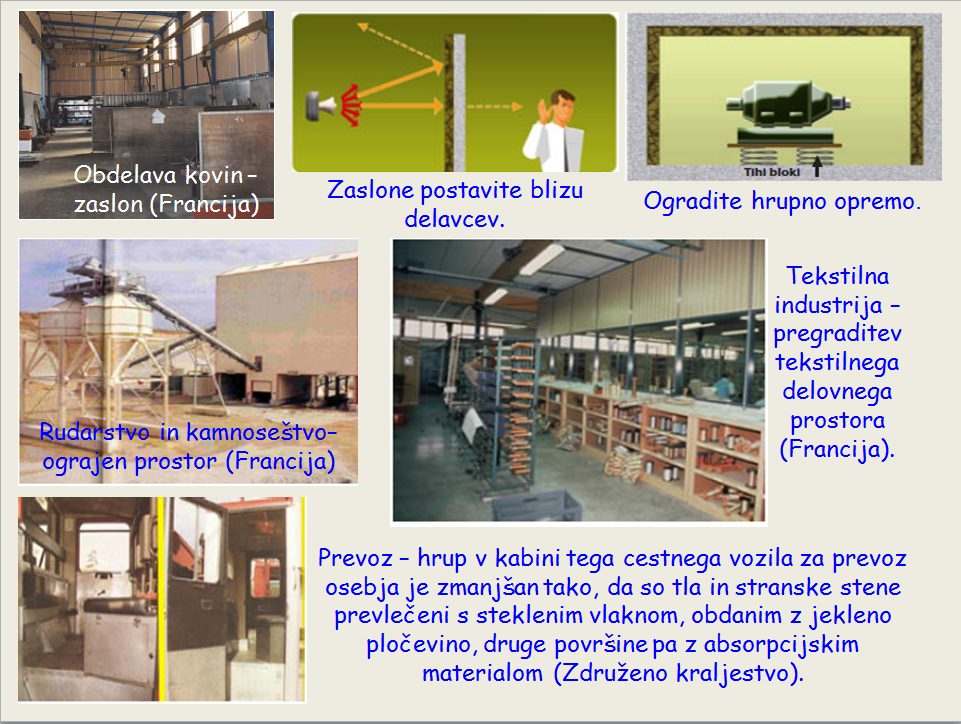 Obdelava kovin –
zaslon (Francija)
Zaslone postavite blizu
delavcev.
Tihi bloki
Ogradite hrupno opremo.
Rudarstvo in kamnoseštvo–
ograjen prostor (Francija)
Tekstilna
industrija –
pregraditev
tekstilnega
delovnega
prostora
(Francija).
Prevoz – hrup v kabini tega cestnega vozila za prevoz
osebja je zmanjšan tako, da so tla in stranske stene
prevlečeni s steklenim vlaknom, obdanim z jekleno
pločevino, druge površine pa z absorpcijskim
materialom (Združeno kraljestvo).